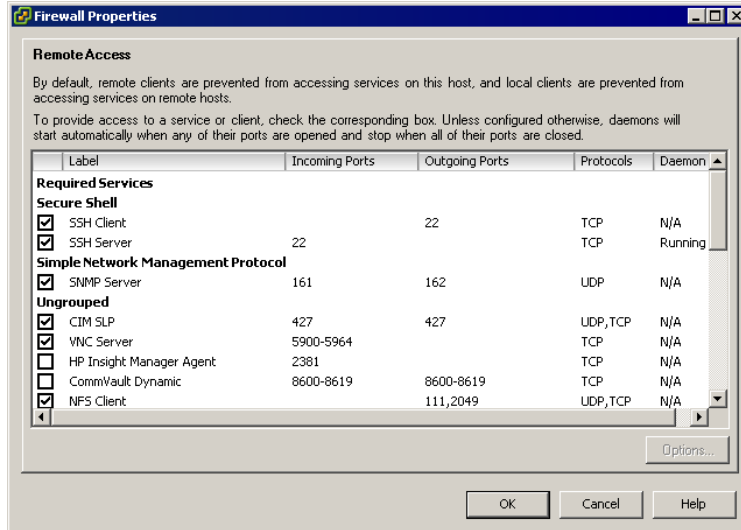 Firewall Properties
Remote Access
By default, remote clients are prevented from accessing services on this host, and local clients are prevented from
accessing services on remote hosts.
To provide access to a service or client, check the corresponding box. Unless configured otherwise, daemons will
start automatically when any of their ports are opened and stop when all of their ports are closed.
Label Incoming Ports Outgoing Ports Protocols Daemon
Required Services
Secure Shell
SSH Client 22 TCP N/A
SSH Server 22 TCP Running
Simple Network Management Protocol
SNMP Server 161 162 UDP N/A
Ungrouped
CIM SLP 427 427 UDP,TCP N/A
VNC Server 5900-5964 TCP N/A
HP Insight Manager Agent 2381 TCP N/A
CommVault Dynamic 8600-8619 8600-8619 TCP N/A
NFS Client 111,2049 UDP,TCP N/A
Options...
OK Cancel Help